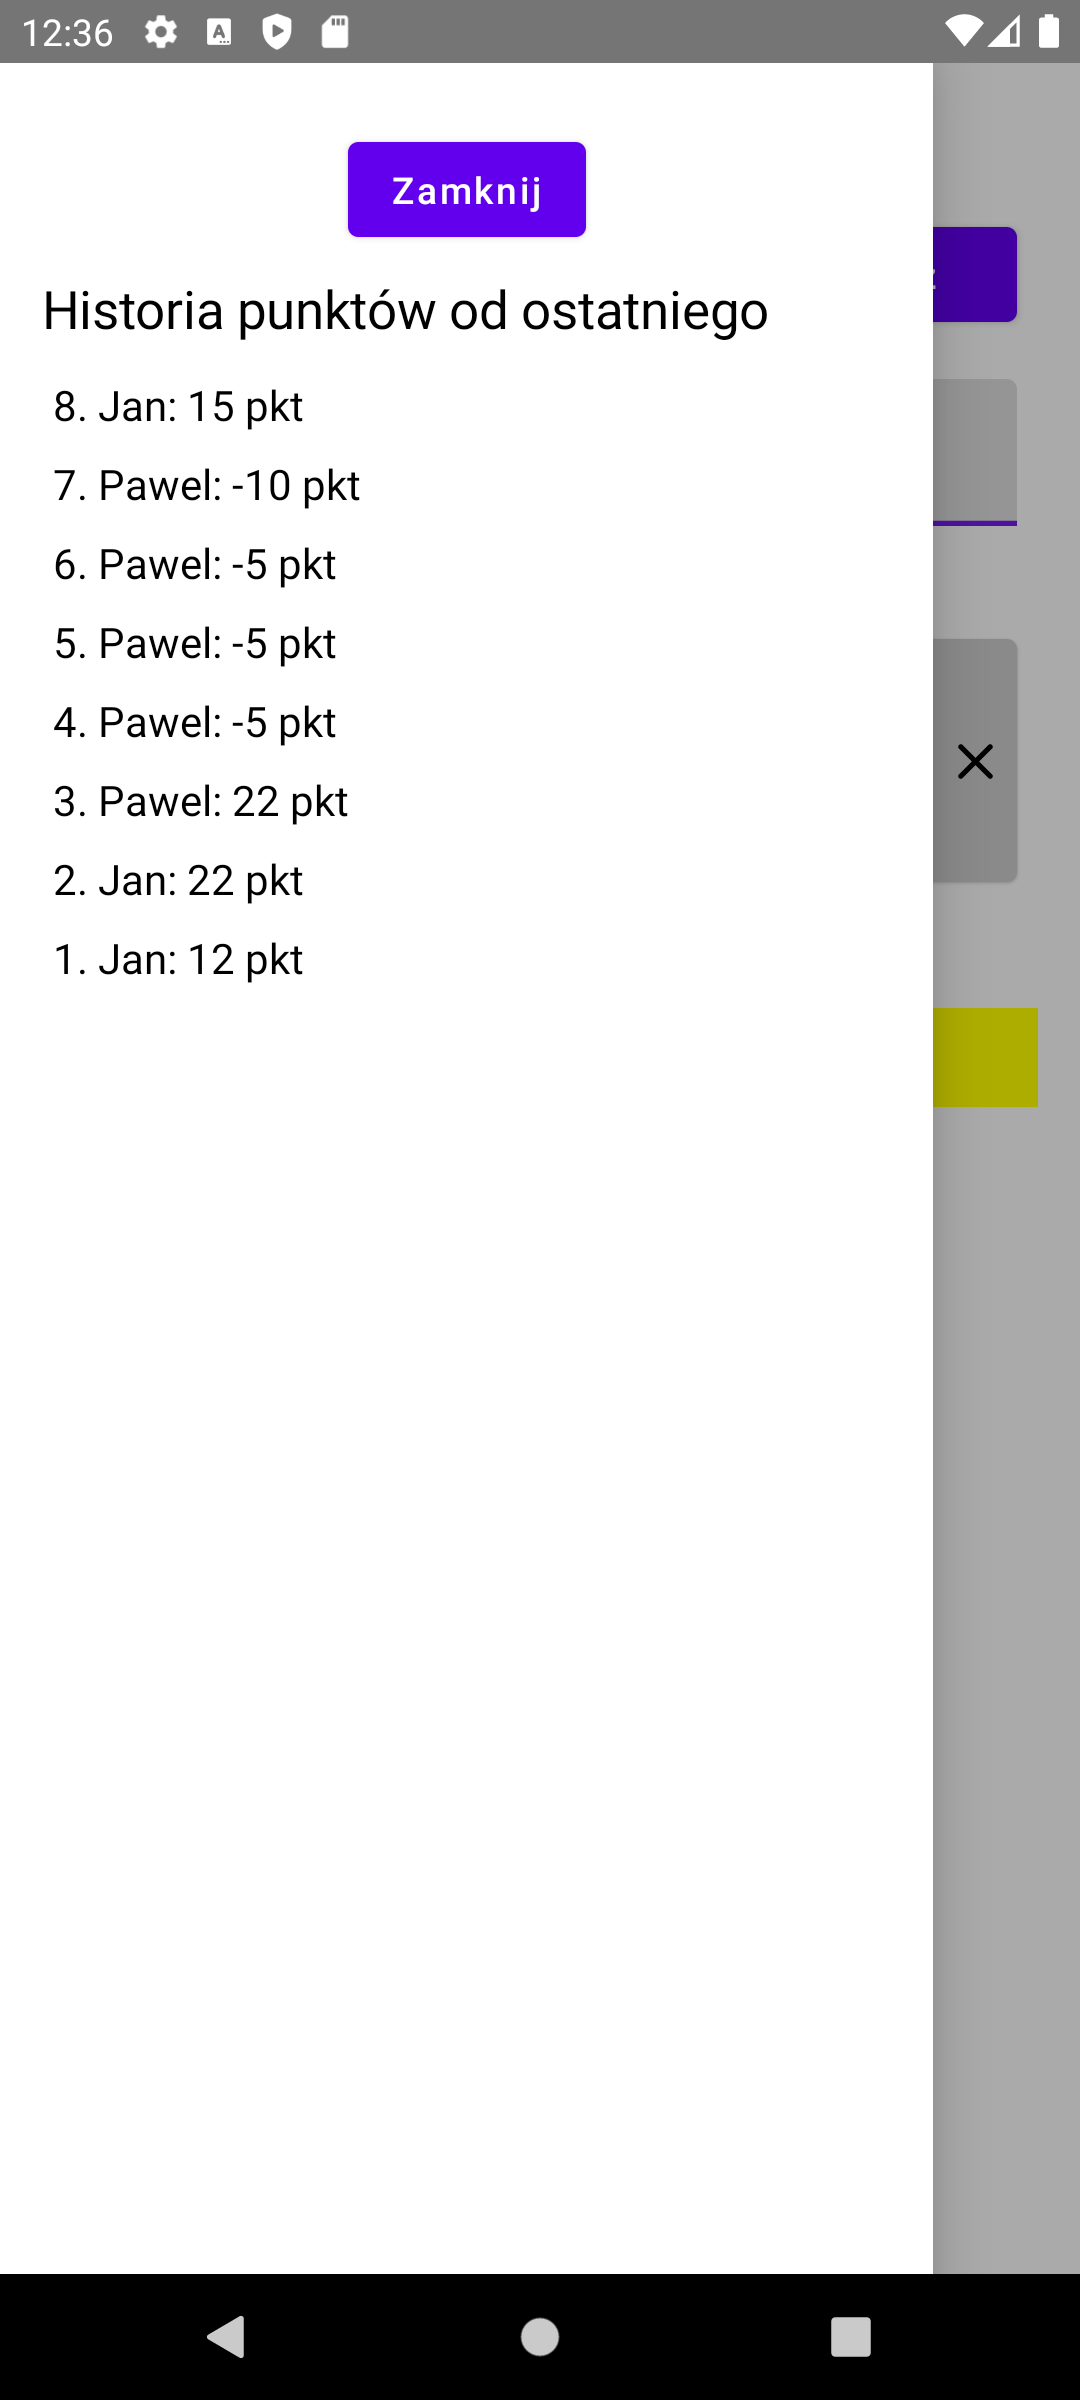 12:36
Zamknij
Historia punktów od ostatniego
8. Jan: 15 pkt
7. Pawel: -10 pkt
6. Pawel: -5 pkt
5. Pawel: -5 pkt
4. Pawel: -5 pkt
3. Pawel: 22 pkt
2. Jan: 22 pkt
1. Jan: 12 pkt